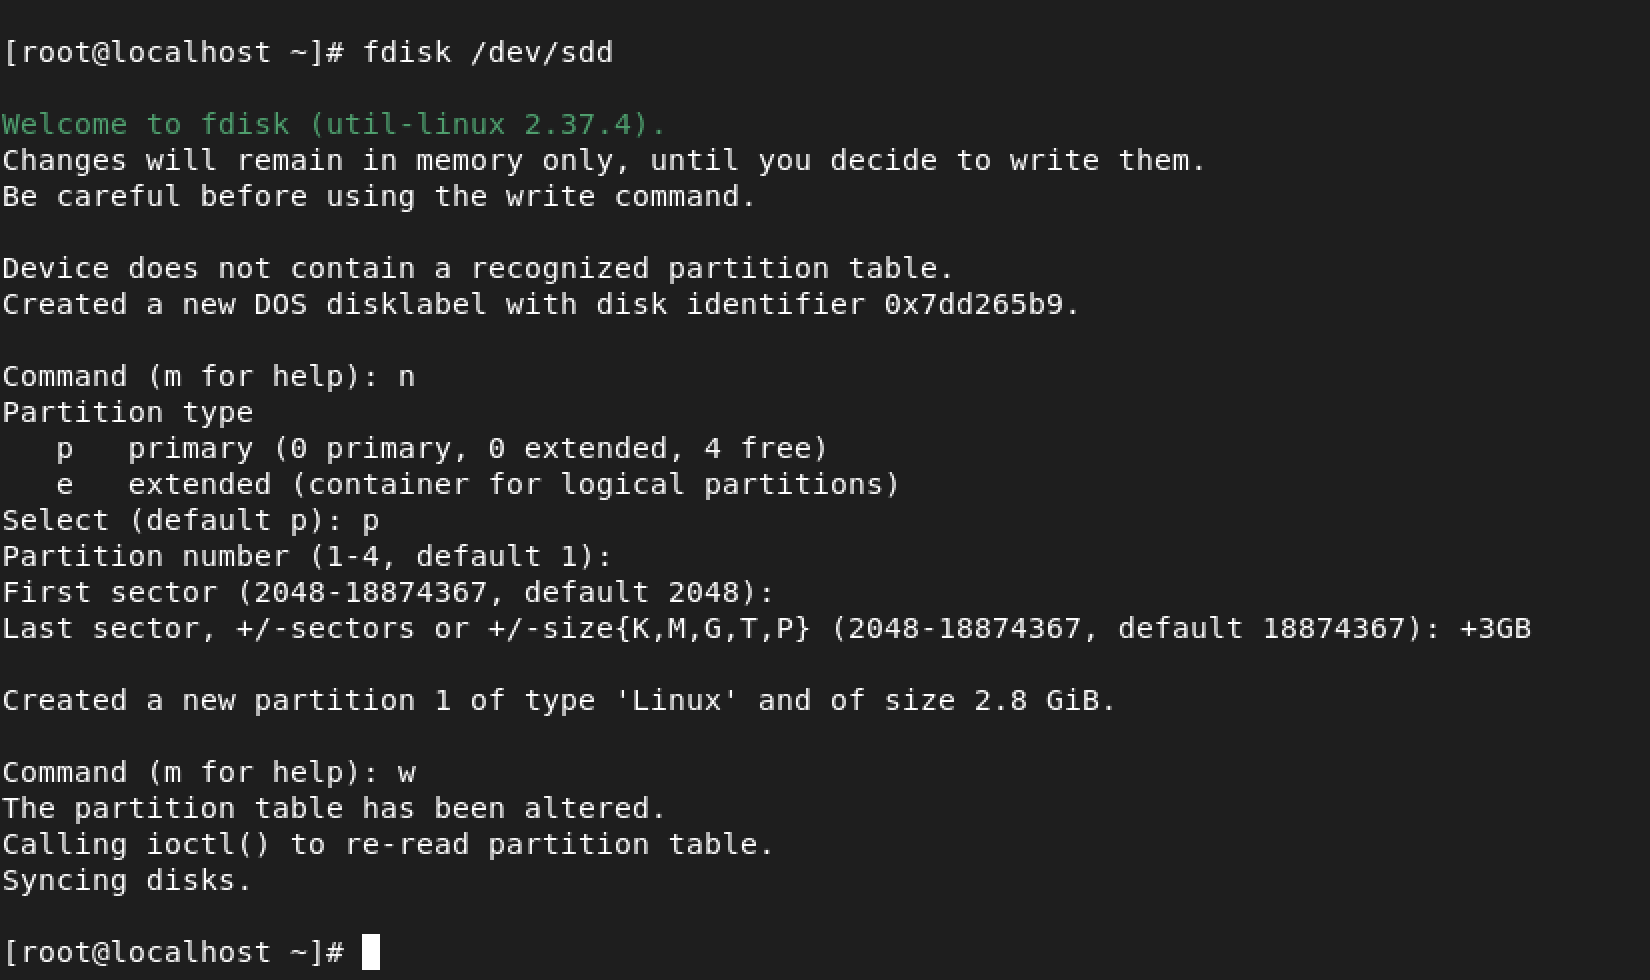 [root@localhost ~]# fdisk /dev/sdd
Welcome to fdisk (util-linux 2.37.4).
Changes will remain in memory only, until you decide to write them.
Be careful before using the write command.
Device does not contain a recognized partition table.
Created a new DOS disklabel with disk identifier 0x7dd265b9.
Command (m for help): n
Partition type
   p   primary (0 primary, 0 extended, 4 free)
   e   extended (container for logical partitions)
Select (default p): p
Partition number (1-4, default 1):
First sector (2048-18874367, default 2048):
Last sector, +/-sectors or +/-size{K,M,G,T,P} (2048-18874367, default 18874367): +3GB
Created a new partition 1 of type 'Linux' and of size 2.8 GiB.
Command (m for help): w
The partition table has been altered.
Calling ioctl() to re-read partition table.
Syncing disks.
[root@localhost ~]#